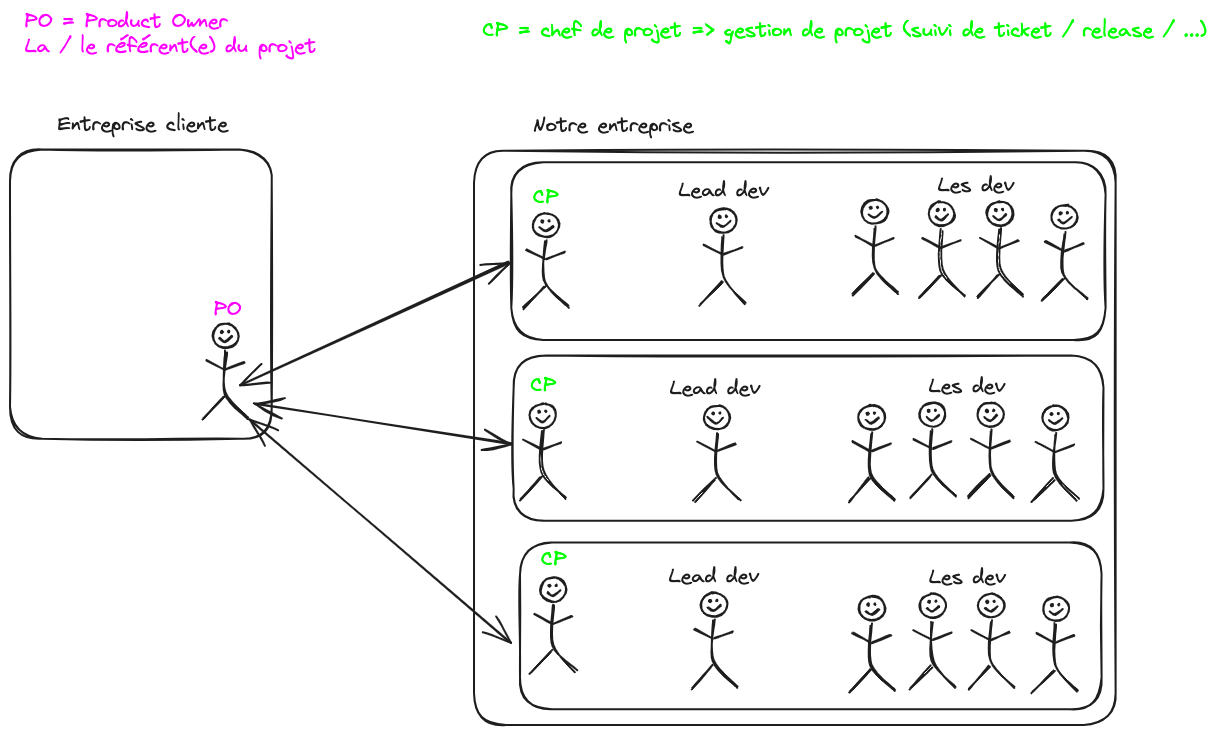 PO = Product Owner
La / le référent(e) du projet
CP = chef de projet => gestion de projet (suivi de ticket / release / ...)
Entreprise cliente
Notre entreprise
CP
Lead dev
Les dev
PO
CP
Lead dev
Les dev
CP
Lead dev
Les dev